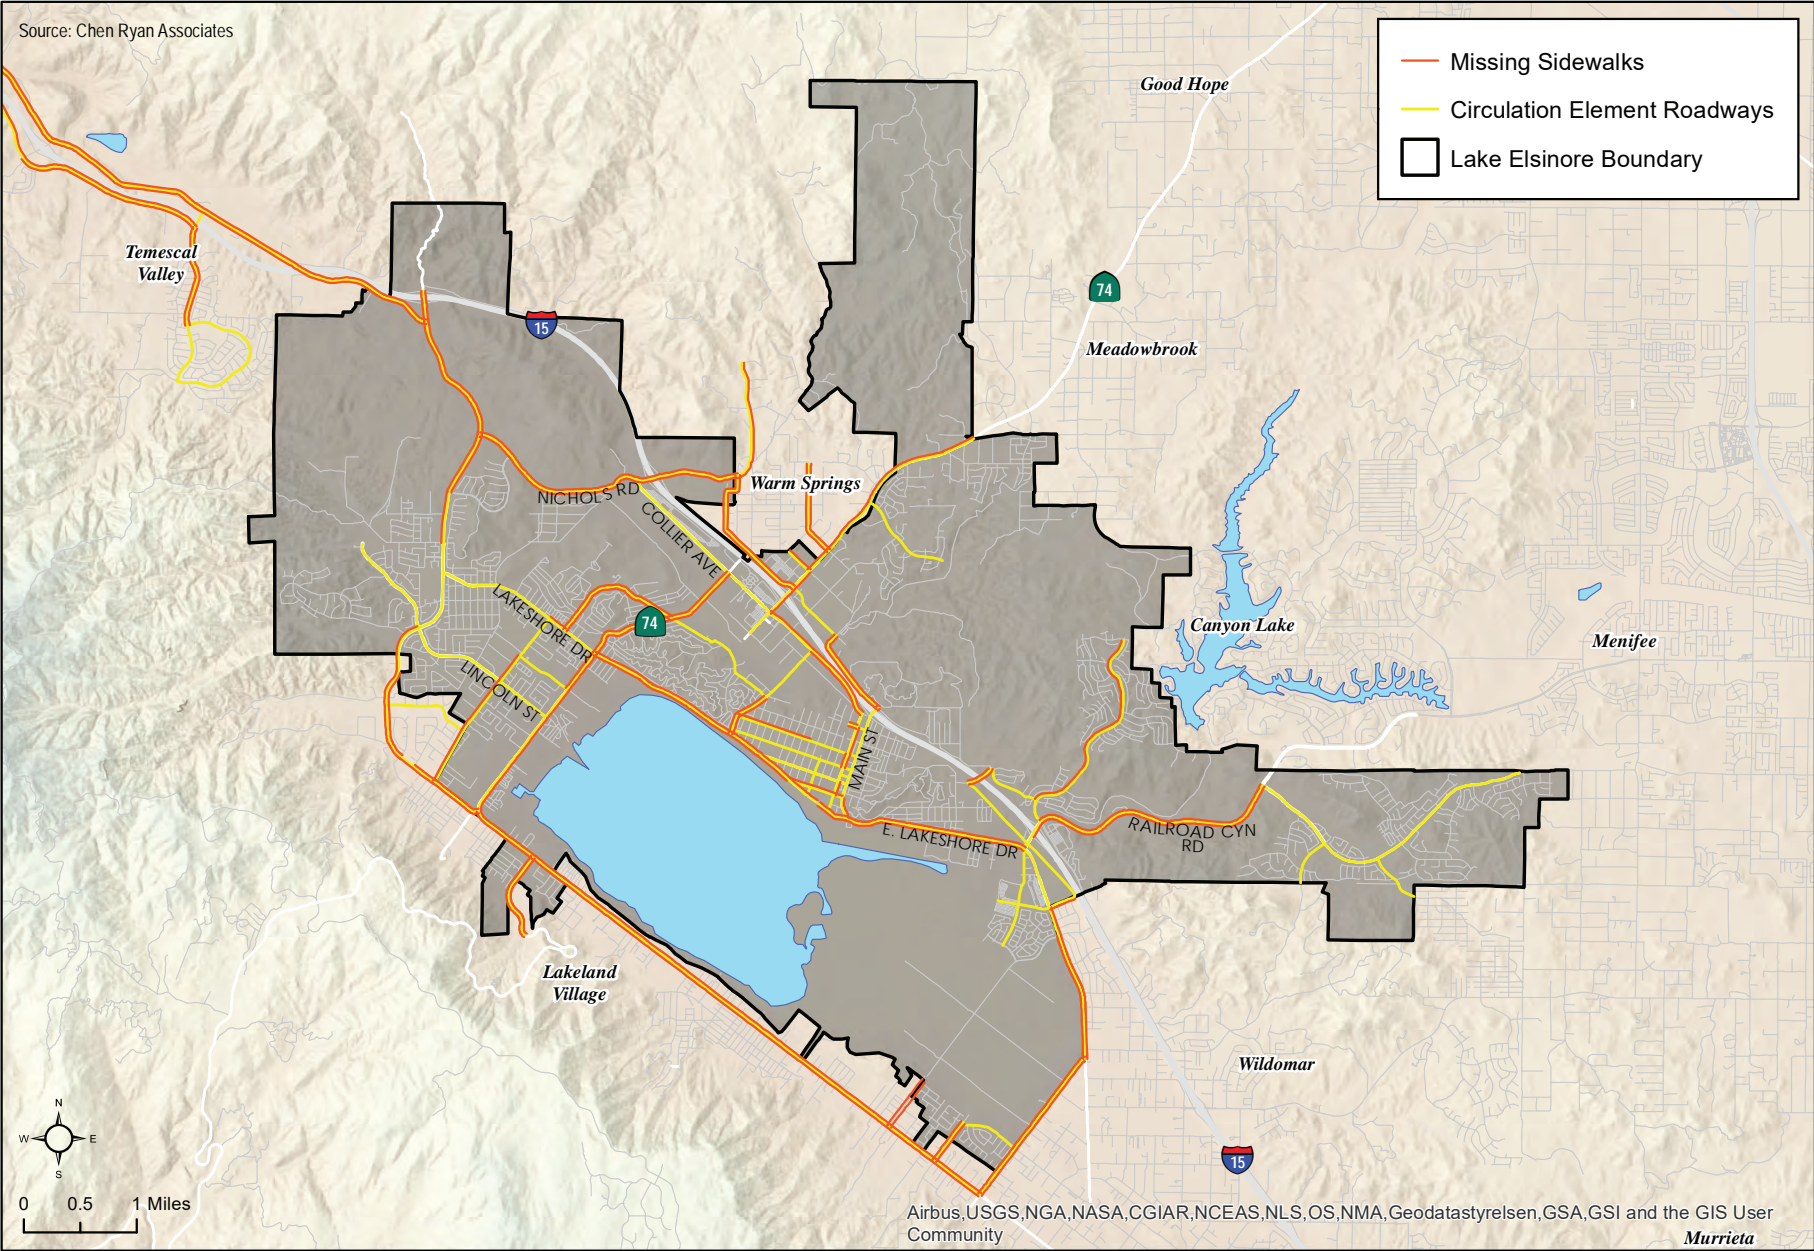 Source: Chen Ryan Associates
Missing Sidewalks
Circulation Element Roadways
Lake Elsinore Boundary
Good Hope
Temescal
Valley
74
15
Meadowbrook
Warm Springs
NICHOLS RD
COLLIER AVE
LAKESHORE DR
74
LINCOLN ST
Canyon Lake
Menifee
MAIN ST
E. LAKESHORE DR
RAILROAD CYN
RD
Lakeland
Village
Wildomar
15
N
W
E
S
0
0.5
1 Miles
Airbus,USGS,NGA,NASA,CGIAR,NCEAS,NLS,OS,NMA,Geodatastyrelsen,GSA,GSI and the GIS User
Community
Murrieta